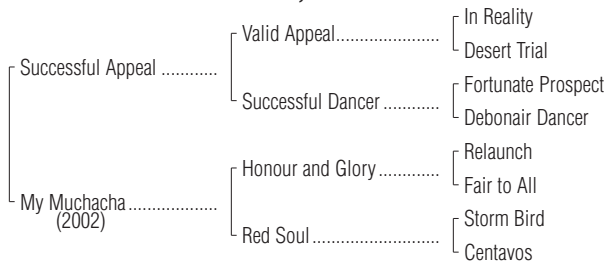 In Reality
Valid Appeal..................
Desert Trial
Successful Appeal ............
Fortunate Prospect
Successful Dancer ............
Debonair Dancer
Relaunch
Honour and Glory.............
Fair to All
My Muchacha...................
(2002)
Storm Bird
Red Soul...........................
Centavos